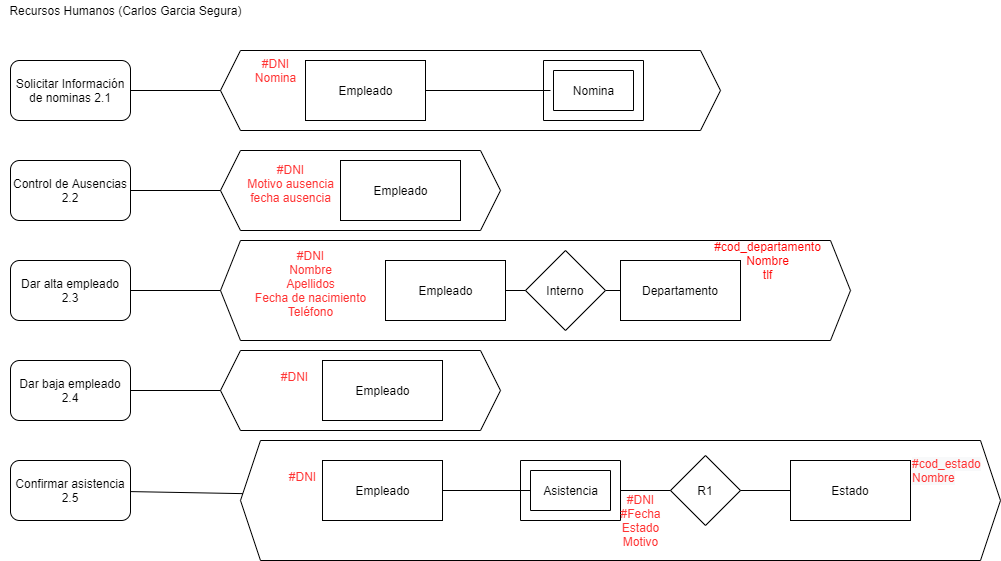 Recursos Humanos (Carlos Garcia Segura)
Solicitar Información
de nominas 2.1
#DNI
Nomina
Empleado
Nomina
Control de Ausencias
2.2
#DNI
Motivo ausencia
fecha ausencia
Empleado
Dar alta empleado
2.3
#DNI
Nombre
Apellidos
Fecha de nacimiento
Teléfono
Empleado
Interno
Departamento
#cod_departamento
Nombre
tlf
Dar baja empleado
2.4
#DNI
Empleado
Confirmar asistencia
2.5
#DNI
Empleado
Asistencia
#DNI
#Fecha
Estado
Motivo
R1
Estado
#cod_estado
Nombre